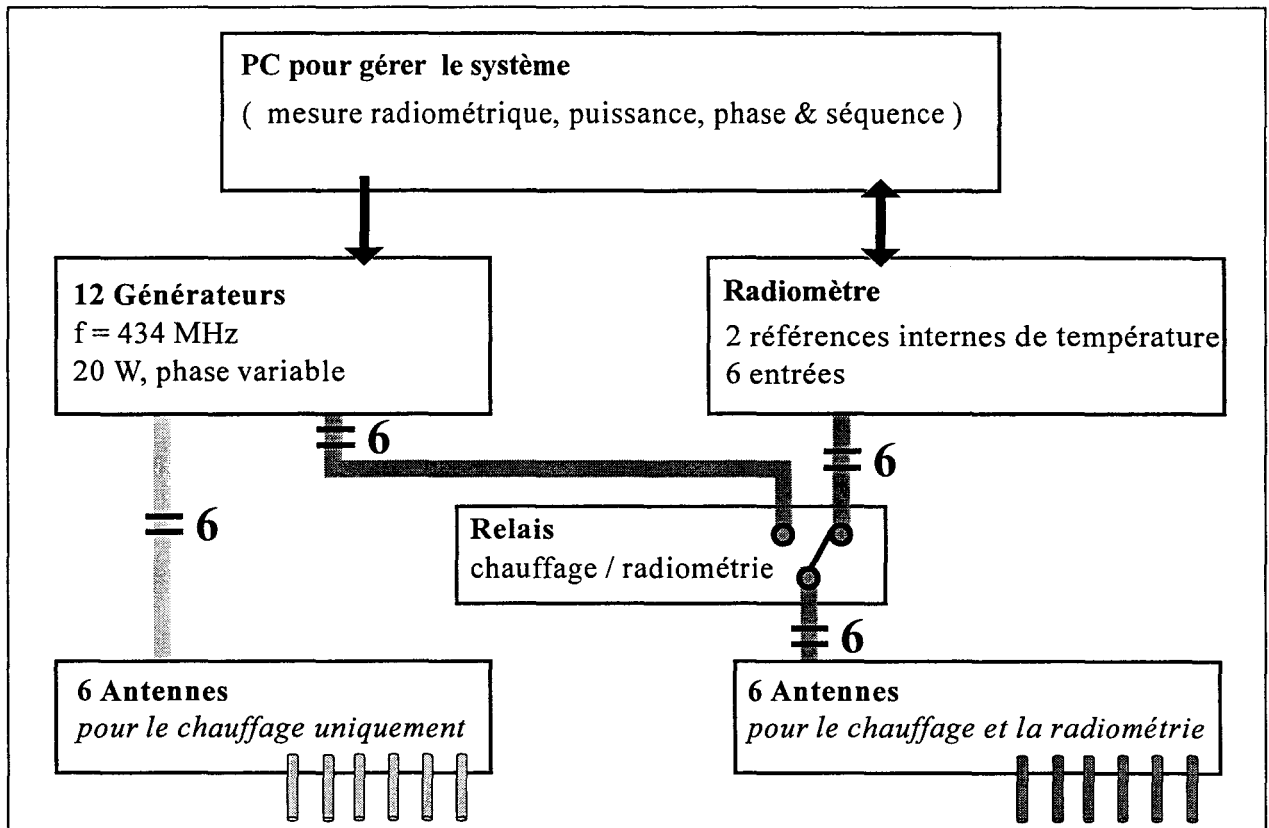 PC pour gérer le système
( mesure radiométrique, puissance, phase & séquence )
12 Générateurs
f = 434 MHz
20 W, phase variable
Radiomètre
2 références internes de température
6 entrées
6
6
6
Relais
chauffage / radiométrie
6
6 Antennes
pour le chauffage uniquement
6 Antennes
pour le chauffage et la radiométrie